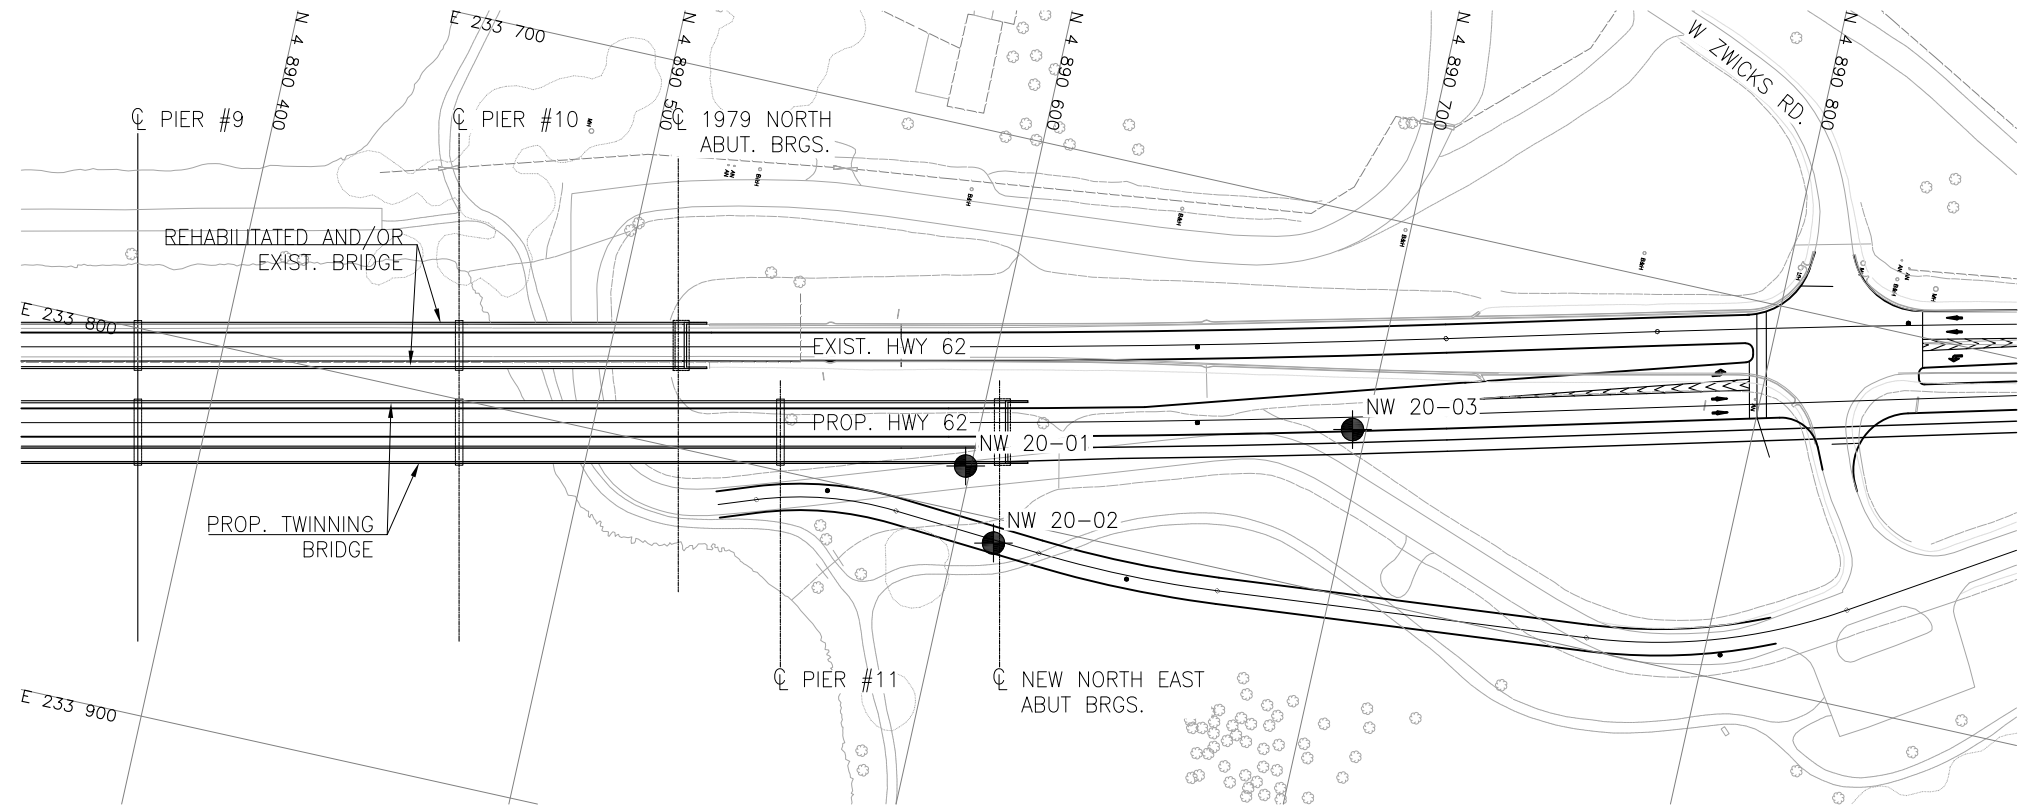 E 233 700
N 4 890 400
N 4 890 500
N 4 890 600
N 4 890 700
N 4 890 800
W ZWICKS RD.
℄ PIER #9
℄ PIER #10
℄ 1979 NORTH
ABUT. BRGS.
MH
AN
AN
B&H
B&H
B&H
B&H
B&H
REHABILITATED AND/OR
EXIST. BRIDGE
E 233 800
EXIST. HWY 62
PROP. HWY 62
NW 20-03
NW 20-01
NW 20-02
PROP. TWINNING
BRIDGE
℄ PIER #11
℄ NEW NORTH EAST
ABUT BRGS.
E 233 900